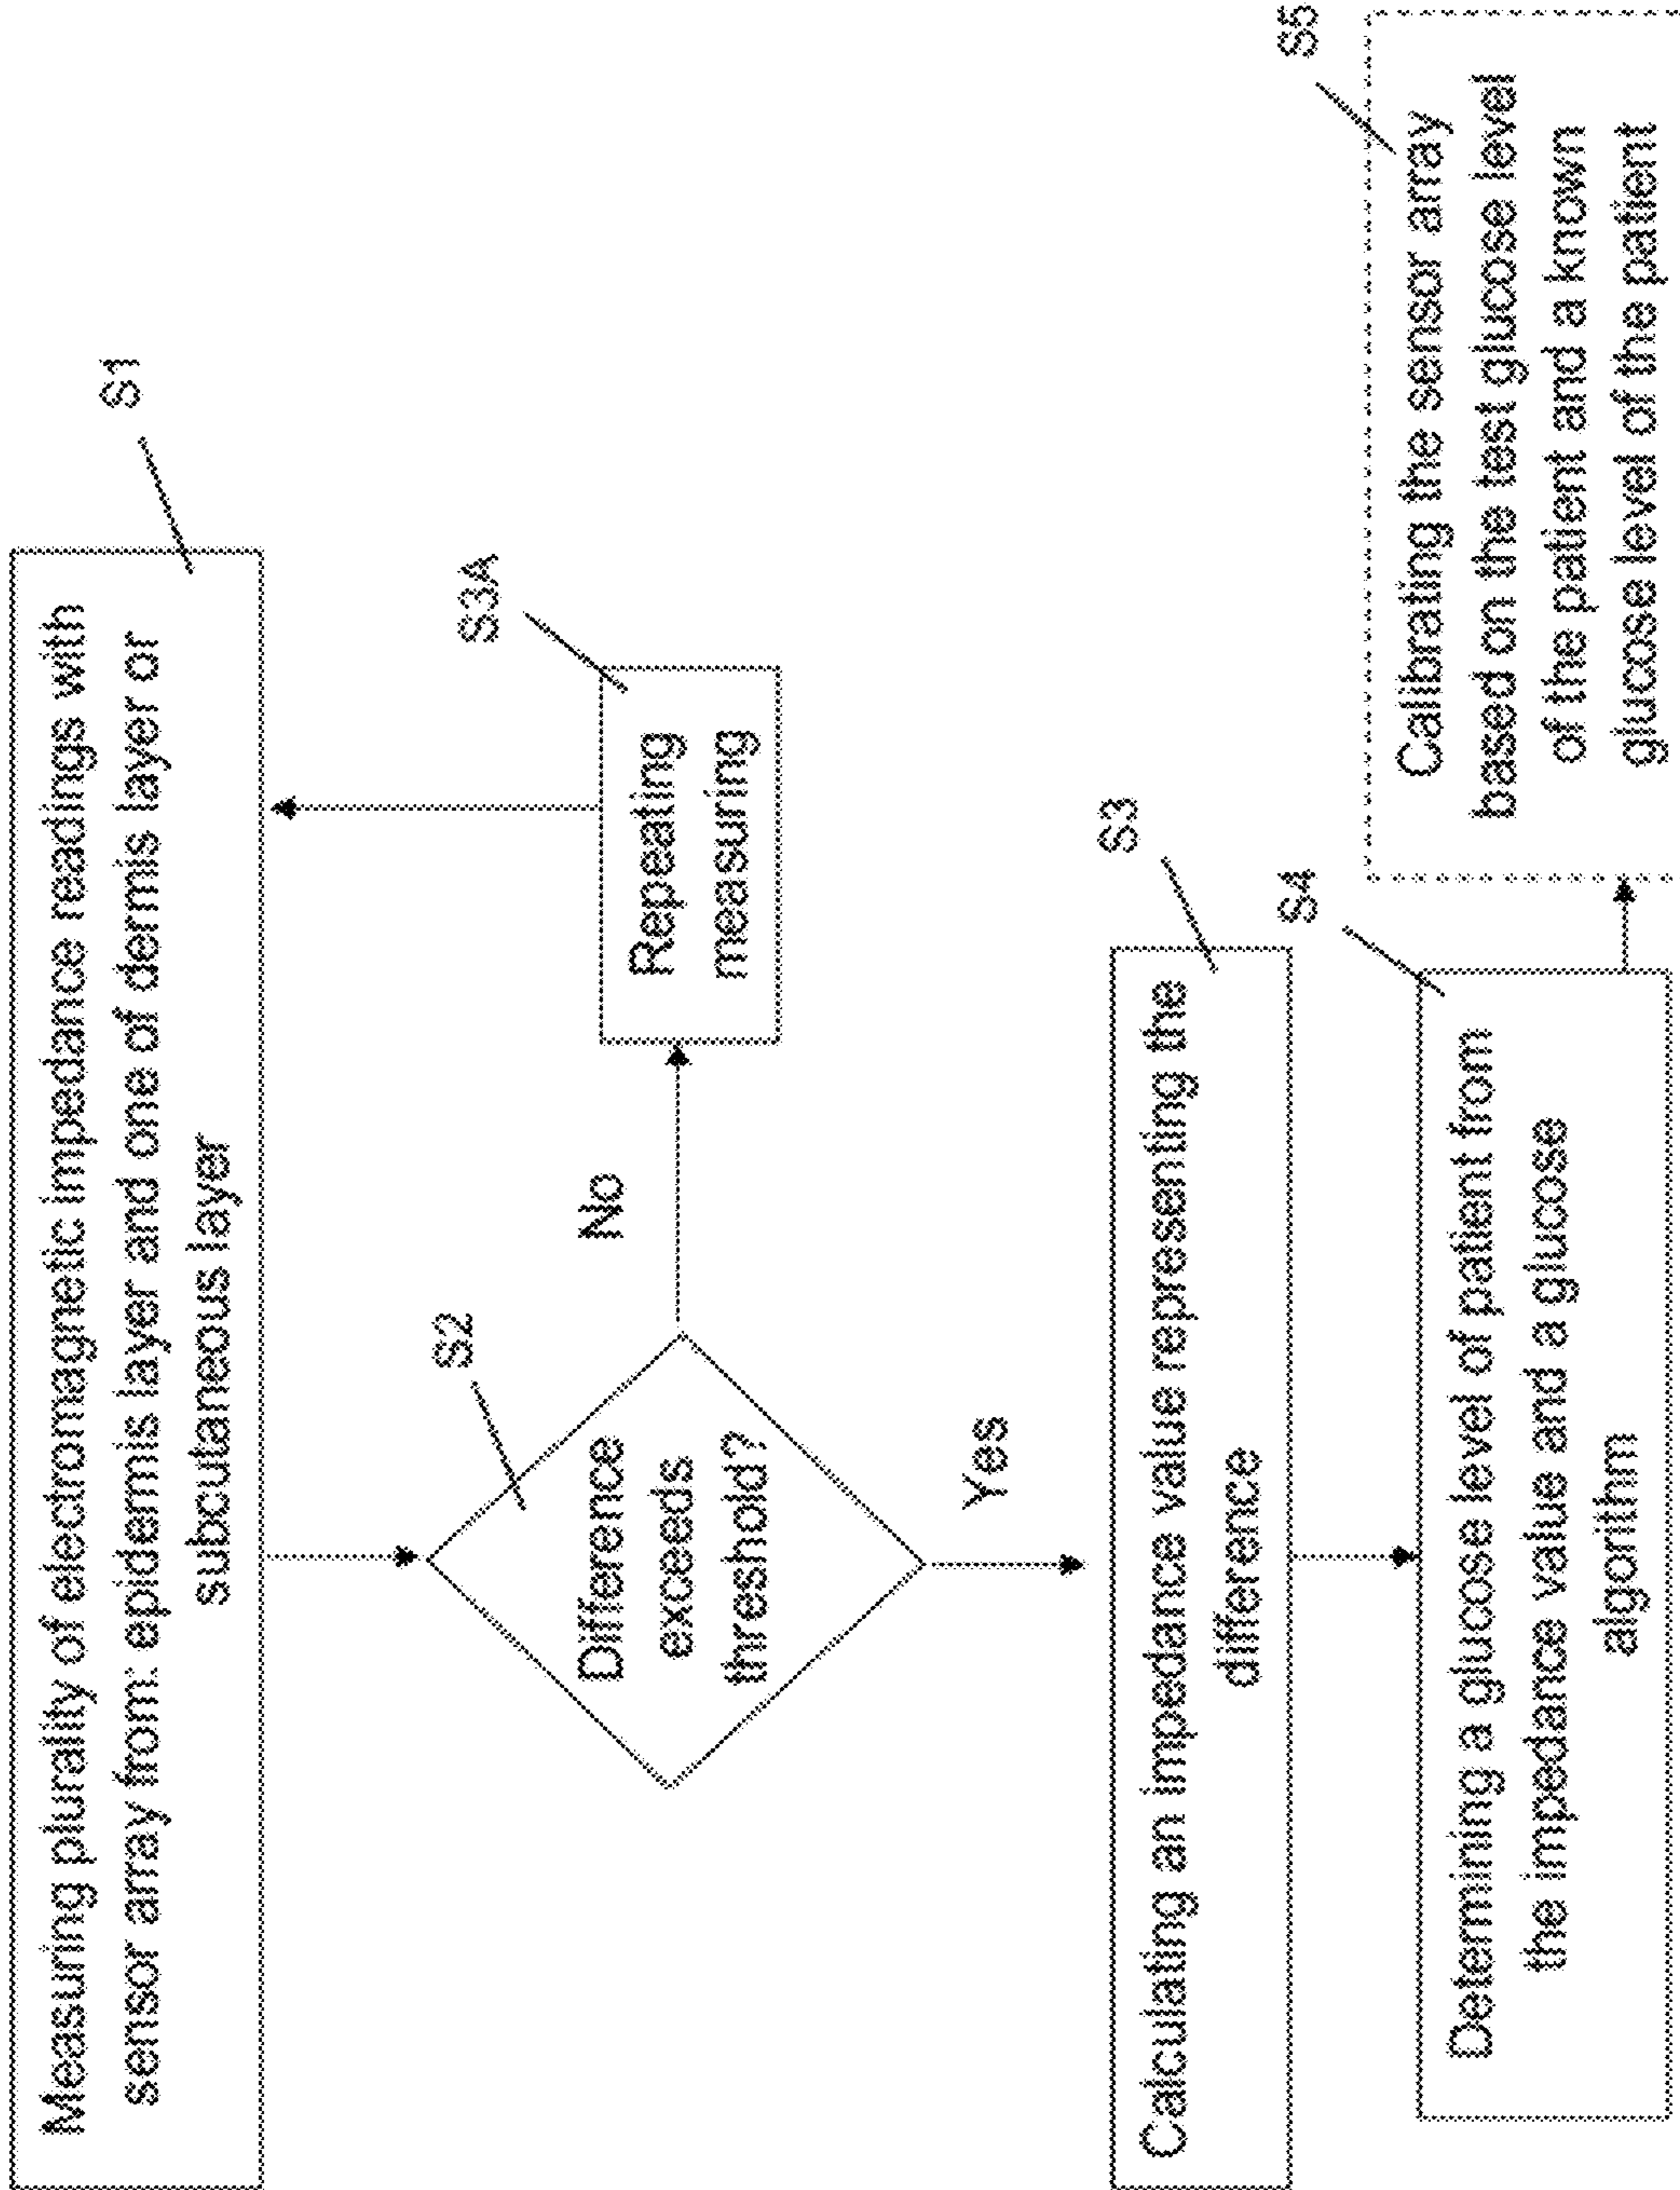 Measuring plurality of electromagnetic impedance readings with
sensor array from: epidermis layer and one of dermis layer or
subcutaneous layer
S1
S2
Difference
exceeds
threshold?
No
S3A
Repeating
measuring
Yes
S3
Calculating an impedance value representing the
difference
S4
Determining a glucose level of patient from
the impedance value and a glucose
algorithm
S5
Calibrating the sensor array
based on the test glucose level
of the patient and a known
glucose level of the patient